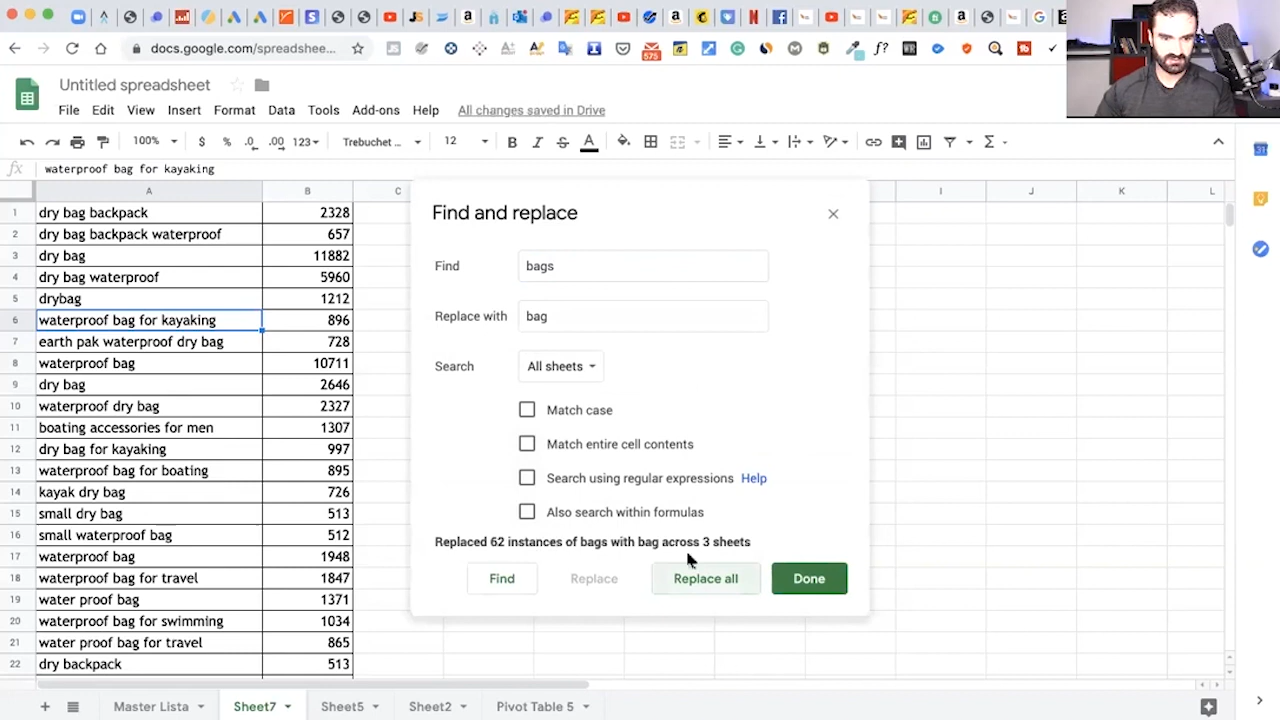 docs.google.com/spreadshee...
575
Untitled spreadsheet
File Edit View Insert Format Data Tools Add-ons Help All changes saved in Drive
100% $ % .0 .00 123 Trebuchet ... 12 B I S A
fx waterproof bag for kayaking
A B C I J K L
1 dry bag backpack 2328
2 dry bag backpack waterproof 657
3 dry bag 11882
4 dry bag waterproof 5960
5 drybag 1212
6 waterproof bag for kayaking 896
7 earth pak waterproof dry bag 728
8 waterproof bag 10711
9 dry bag 2646
10 waterproof dry bag 2327
11 boating accessories for men 1307
12 dry bag for kayaking 997
13 waterproof bag for boating 895
14 kayak dry bag 726
15 small dry bag 513
16 small waterproof bag 512
17 waterproof bag 1948
18 waterproof bag for travel 1847
19 water proof bag 1371
20 waterproof bag for swimming 1034
21 water proof bag for travel 865
22 dry backpack 513
Find and replace
Find bags
Replace with bag
Search All sheets
Match case
Match entire cell contents
Search using regular expressions Help
Also search within formulas
Replaced 62 instances of bags with bag across 3 sheets
Find Replace Replace all Done
Master Lista Sheet7 Sheet5 Sheet2 Pivot Table 5